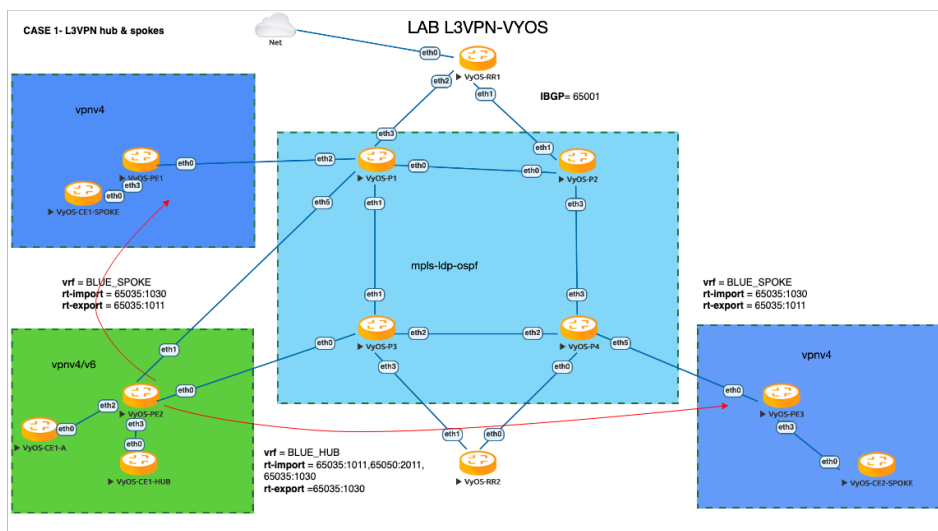 CASE 1- L3VPN hub & spokes
LAB L3VPN-VYOS
Net
eth0
VyOS-RR1
eth2
eth1
IBGP= 65001
vpnv4
eth3
eth1
VyOS-PE1
eth0
eth2
VyOS-P1
eth0
eth0
VyOS-P2
eth3
eth0
VyOS-CE1-SPOKE
eth5
eth1
eth3
mpls-ldp-ospf
vrf = BLUE_SPOKE
rt-import = 65035:1030
rt-export = 65035:1011
vrf = BLUE_SPOKE
rt-import = 65035:1030
rt-export = 65035:1011
eth1
eth3
VyOS-P3
eth2
eth2
VyOS-P4
vpnv4/v6
eth1
eth0
eth3
eth0
eth5
vpnv4
VyOS-PE2
eth0
eth2
eth3
eth0
VyOS-CE1-A
eth0
VyOS-CE1-HUB
eth0
VyOS-PE3
eth3
eth0
VyOS-CE2-SPOKE
eth1
eth0
VyOS-RR2
vrf = BLUE_HUB
rt-import = 65035:1011,65050:2011,
65035:1030
rt-export =65035:1030